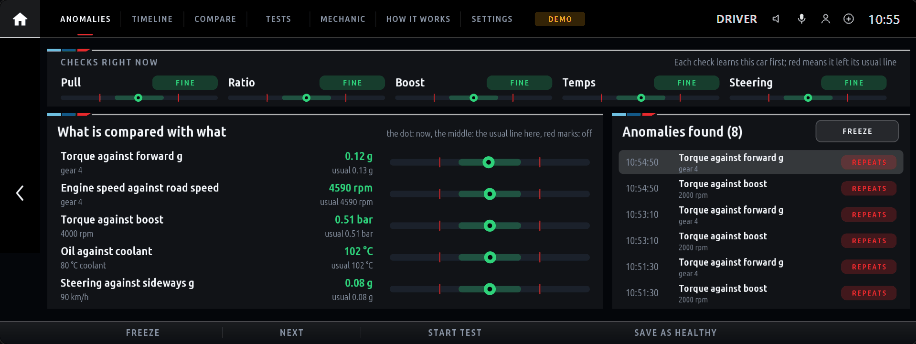 ANOMALIES TIMELINE COMPARE TESTS MECHANIC HOW IT WORKS SETTINGS DEMO DRIVER 10:55
CHECKS RIGHT NOW Each check learns this car first; red means it left its usual line
Pull FINE Ratio FINE Boost FINE Temps FINE Steering FINE
What is compared with what the dot: now, the middle: the usual line here, red marks: off
Torque against forward g 0.12 g
gear 4 usual 0.13 g
Engine speed against road speed 4590 rpm
gear 4 usual 4590 rpm
Torque against boost 0.51 bar
4000 rpm usual 0.51 bar
Oil against coolant 102 °C
80 °C coolant usual 102 °C
Steering against sideways g 0.08 g
90 km/h usual 0.08 g
Anomalies found (8) FREEZE
10:54:50 Torque against forward g REPEATS
gear 4
10:54:50 Torque against boost REPEATS
2000 rpm
10:53:10 Torque against forward g REPEATS
gear 4
10:53:10 Torque against boost REPEATS
2000 rpm
10:51:30 Torque against forward g REPEATS
gear 4
10:51:30 Torque against boost REPEATS
2000 rpm
FREEZE NEXT START TEST SAVE AS HEALTHY